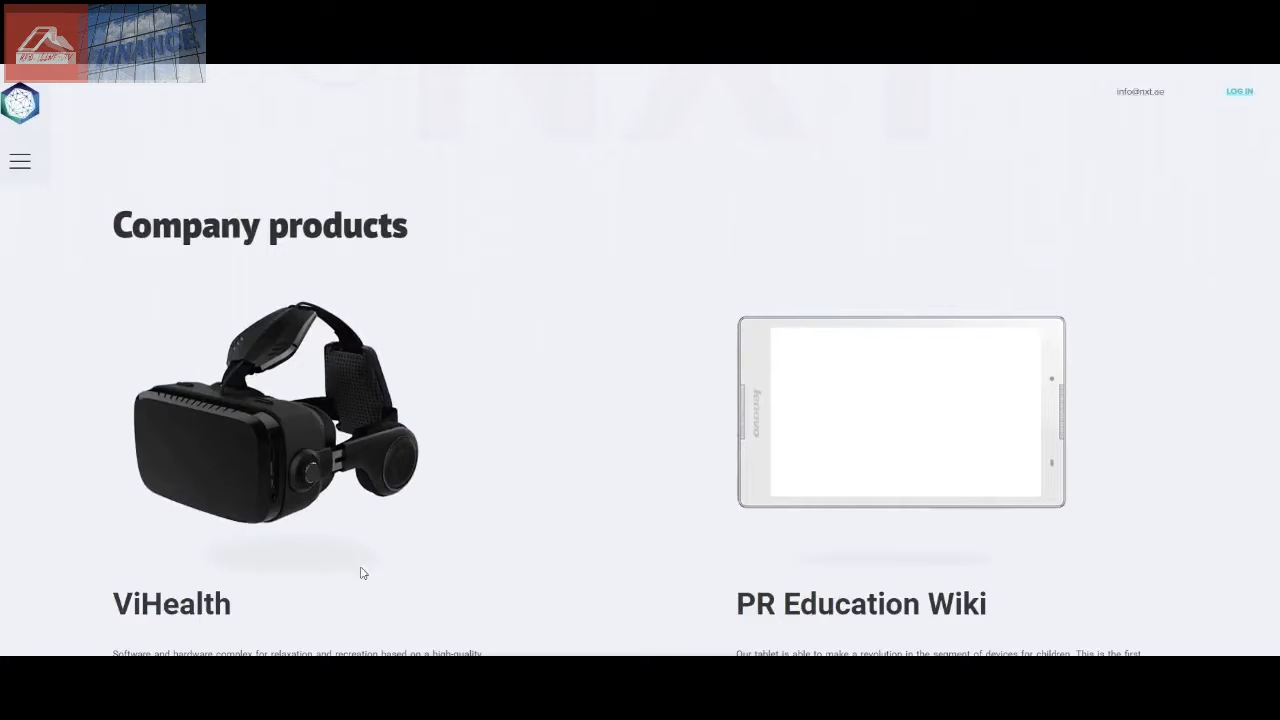 FINANCE
info@nxt.ae
LOG IN
NXT
Company products
lenovo
ViHealth
PR Education Wiki
Software and hardware complex for relaxation and recreation based on a high-quality
Our tablet is able to make a revolution in the segment of devices for children. This is the first